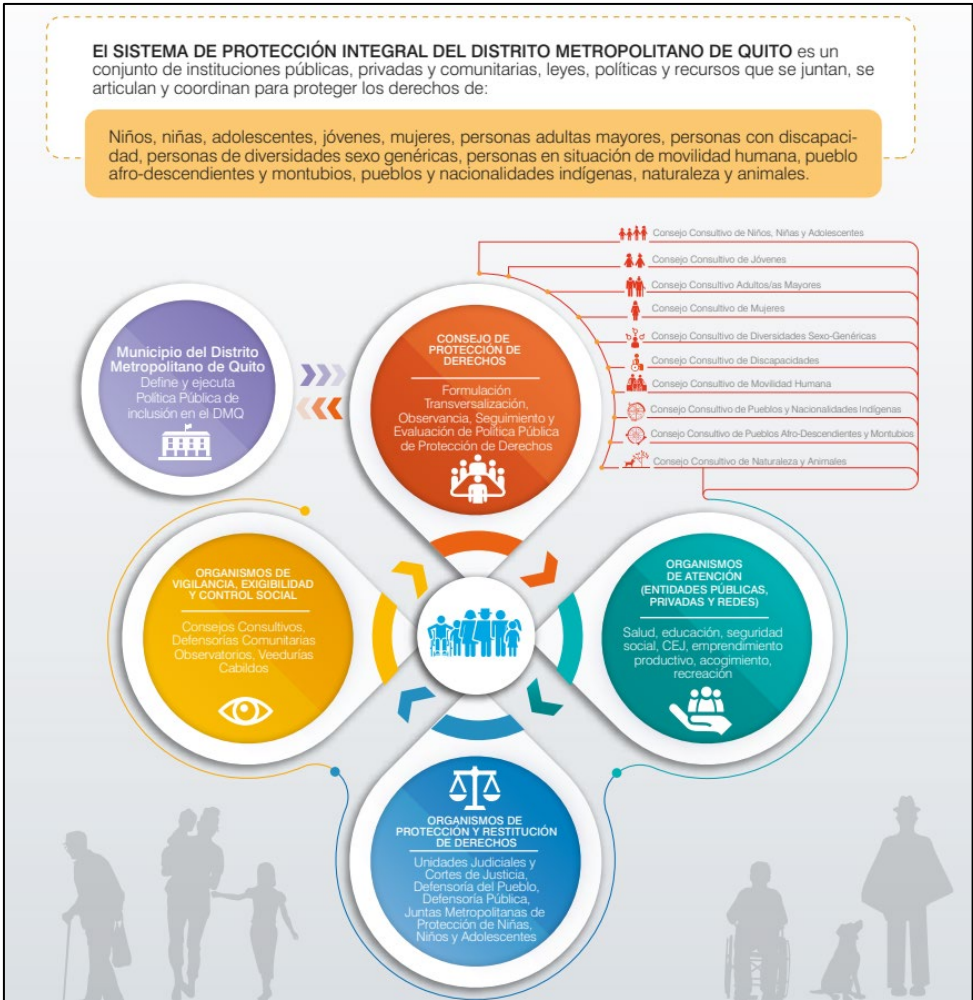 El SISTEMA DE PROTECCIÓN INTEGRAL DEL DISTRITO METROPOLITANO DE QUITO es un
conjunto de instituciones públicas, privadas y comunitarias, leyes, políticas y recursos que se juntan, se
articulan y coordinan para proteger los derechos de:
Niños, niñas, adolescentes, jóvenes, mujeres, personas adultas mayores, personas con discapaci-
dad, personas de diversidades sexo genéricas, personas en situación de movilidad humana, pueblo
afro-descendientes y montubios, pueblos y nacionalidades indígenas, naturaleza y animales.
Consejo Consultivo de Niños, Niñas y Adolescentes
Consejo Consultivo de Jóvenes
Consejo Consultivo Adultos/as Mayores
Consejo Consultivo de Mujeres
Consejo Consultivo de Diversidades Sexo-Genéricas
Consejo Consultivo de Discapacidades
Consejo Consultivo de Movilidad Humana
Consejo Consultivo de Pueblos y Nacionalidades Indígenas
Consejo Consultivo de Pueblos Afro-Descendientes y Montubios
Consejo Consultivo de Naturaleza y Animales
Municipio del Distrito
Metropolitano de Quito
Define y ejecuta
Política Pública de
inclusión en el DMQ
CONSEJO DE
PROTECCIÓN DE
DERECHOS
Formulación
Transversalización,
Observancia, Seguimiento y
Evaluación de Política Pública
de Protección de Derechos
ORGANISMOS DE
VIGILANCIA, EXIGIBILIDAD
Y CONTROL SOCIAL
Consejos Consultivos,
Defensorías Comunitarias
Observatorios, Veedurías
Cabildos
ORGANISMOS
DE ATENCIÓN
(ENTIDADES PÚBLICAS,
PRIVADAS Y REDES)
Salud, educación, seguridad
social, CEJ, emprendimiento
productivo, acogimiento,
recreación
ORGANISMOS DE
PROTECCIÓN Y RESTITUCIÓN
DE DERECHOS
Unidades Judiciales y
Cortes de Justicia,
Defensoría del Pueblo,
Defensoría Pública,
Juntas Metropolitanas de
Protección de Niñas,
Niños y Adolescentes